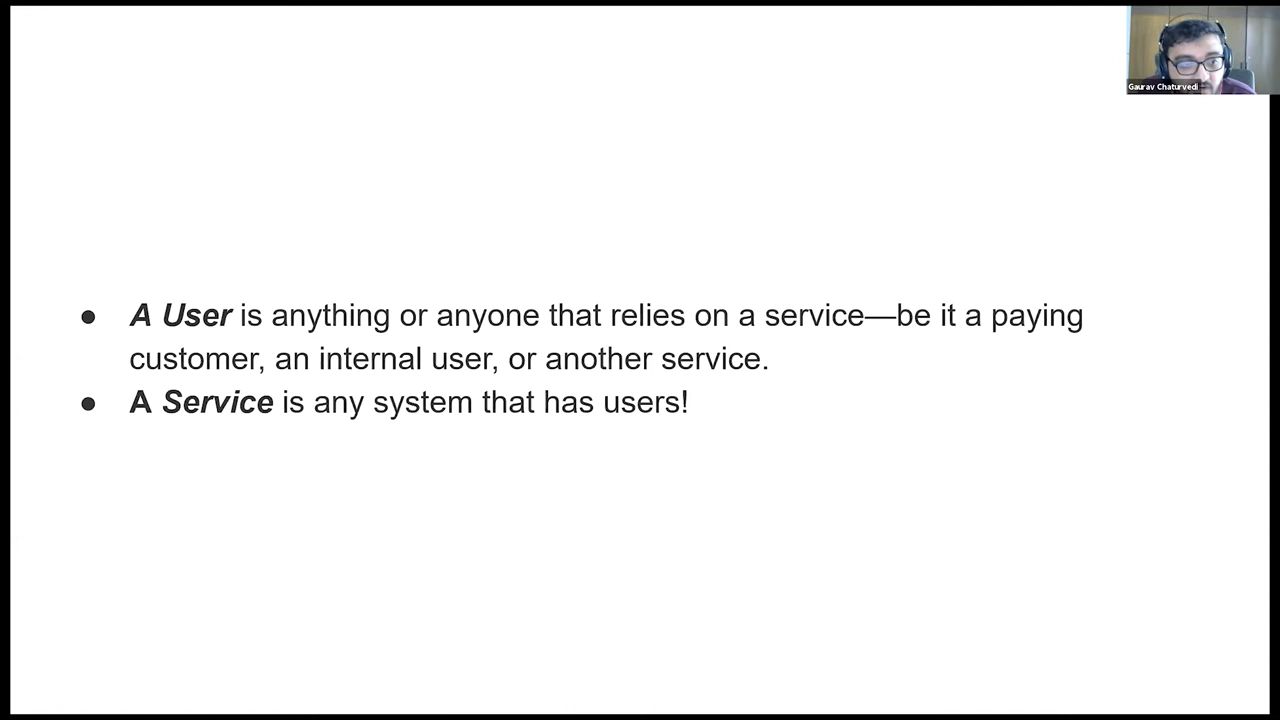 Gaurav Chaturvedi
● A User is anything or anyone that relies on a service—be it a paying
customer, an internal user, or another service.
● A Service is any system that has users!